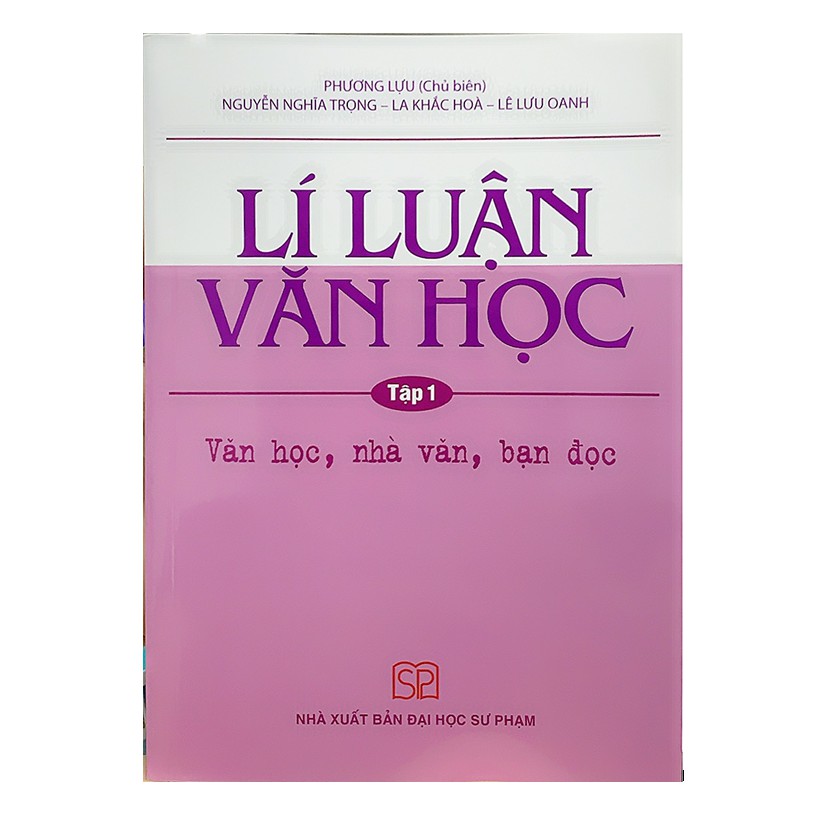 PHƯƠNG LỰU (Chủ biên)
NGUYỄN NGHĨA TRỌNG – LA KHẮC HOÀ – LÊ LƯU OANH
LÍ LUẬN
VĂN HỌC
Tập 1
Văn học, nhà văn, bạn đọc
SP
NHÀ XUẤT BẢN ĐẠI HỌC SƯ PHẠM